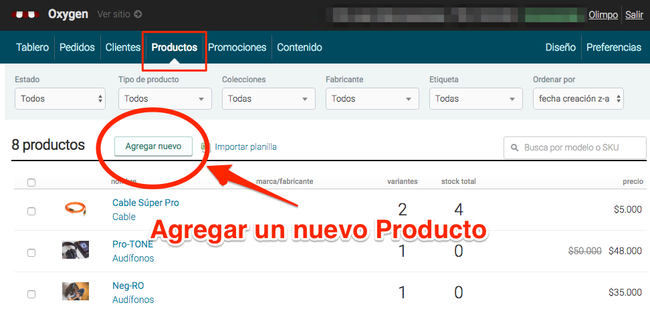 Oxygen Ver sitio Olimpo Salir
Tablero Pedidos Clientes Productos Promociones Contenido Diseño Preferencias
Estado Tipo de producto Colecciones Fabricante Etiqueta Ordenar por
Todos Todos Todas Todos Todas fecha creación z-a
8 productos Agregar nuevo Importar planilla Busca por modelo o SKU
nombre marca/fabricante variantes stock total precio
Cable Súper Pro 2 4 $5.000
Cable
Agregar un nuevo Producto
Pro-TONE 1 0 $50.000 $48.000
Audífonos
Neg-RO 1 0 $35.000
Audífonos